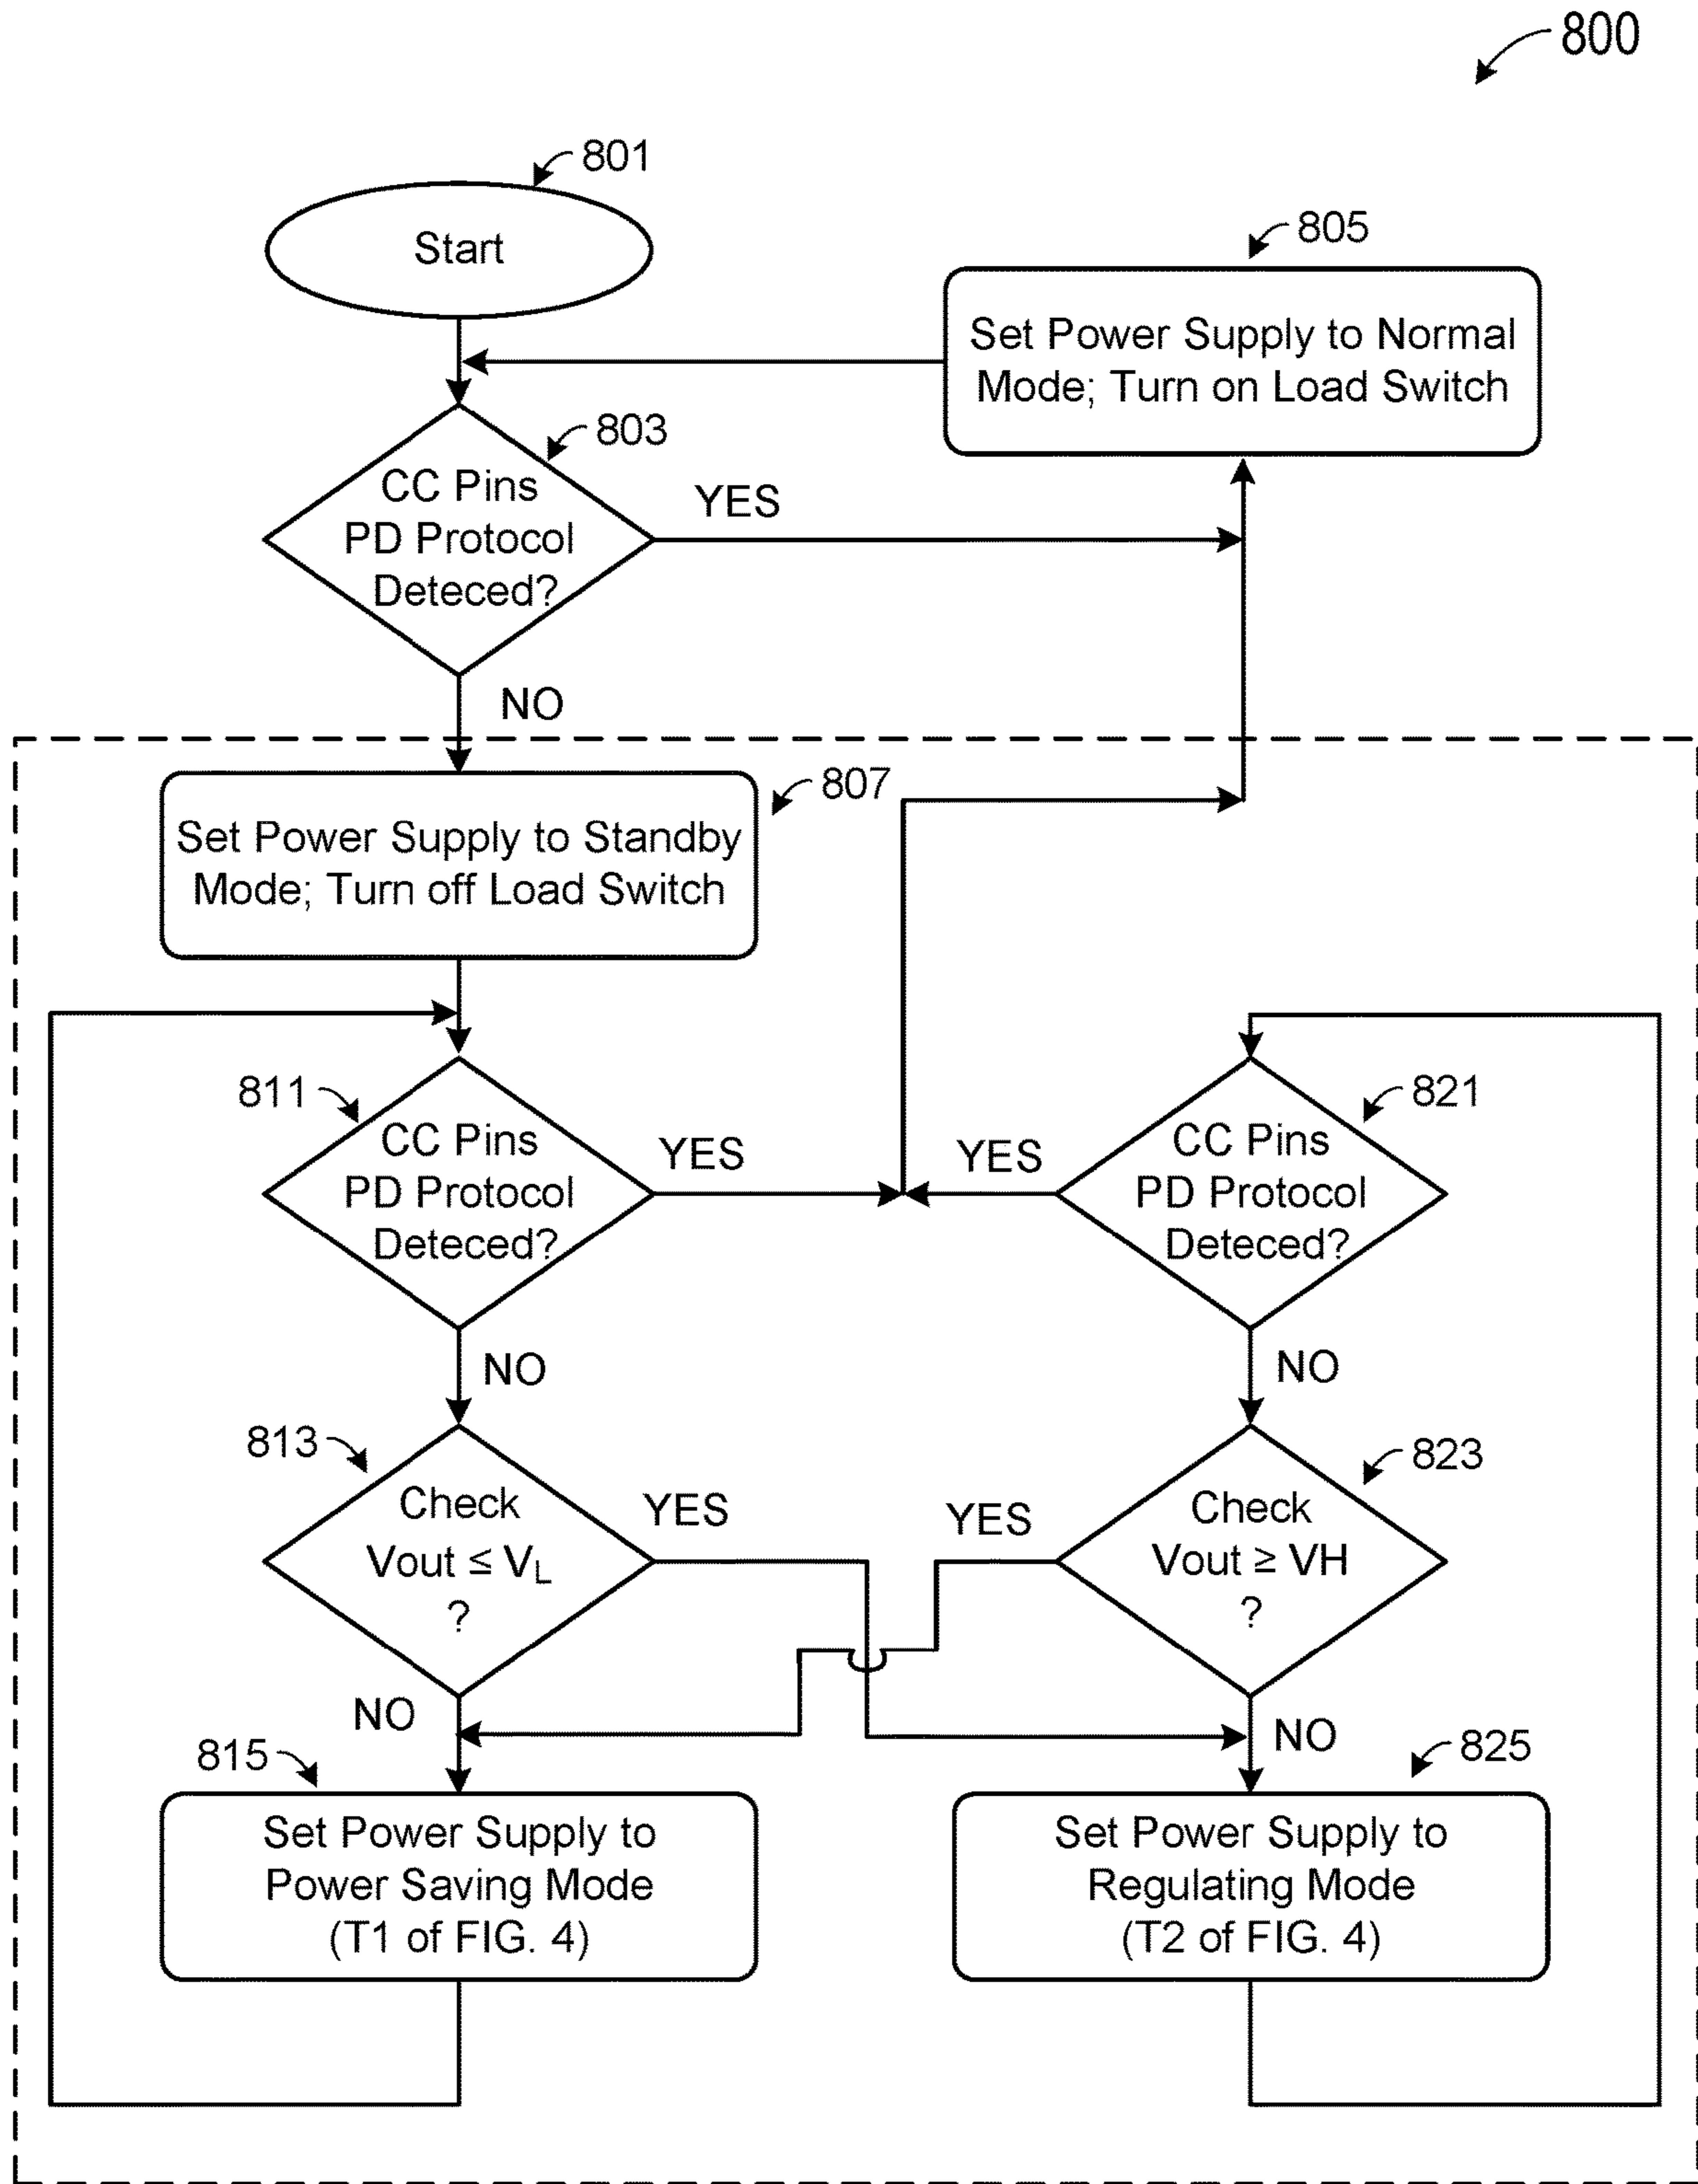 800
801
Start
805
Set Power Supply to Normal
Mode; Turn on Load Switch
803
CC Pins
PD Protocol
Deteced?
YES
NO
807
Set Power Supply to Standby
Mode; Turn off Load Switch
811
CC Pins
PD Protocol
Deteced?
YES
821
CC Pins
PD Protocol
Deteced?
YES
NO
NO
813
Check
Vout ≤ VL
?
YES
823
Check
Vout ≥ VH
?
YES
NO
NO
815
Set Power Supply to
Power Saving Mode
(T1 of FIG. 4)
825
Set Power Supply to
Regulating Mode
(T2 of FIG. 4)